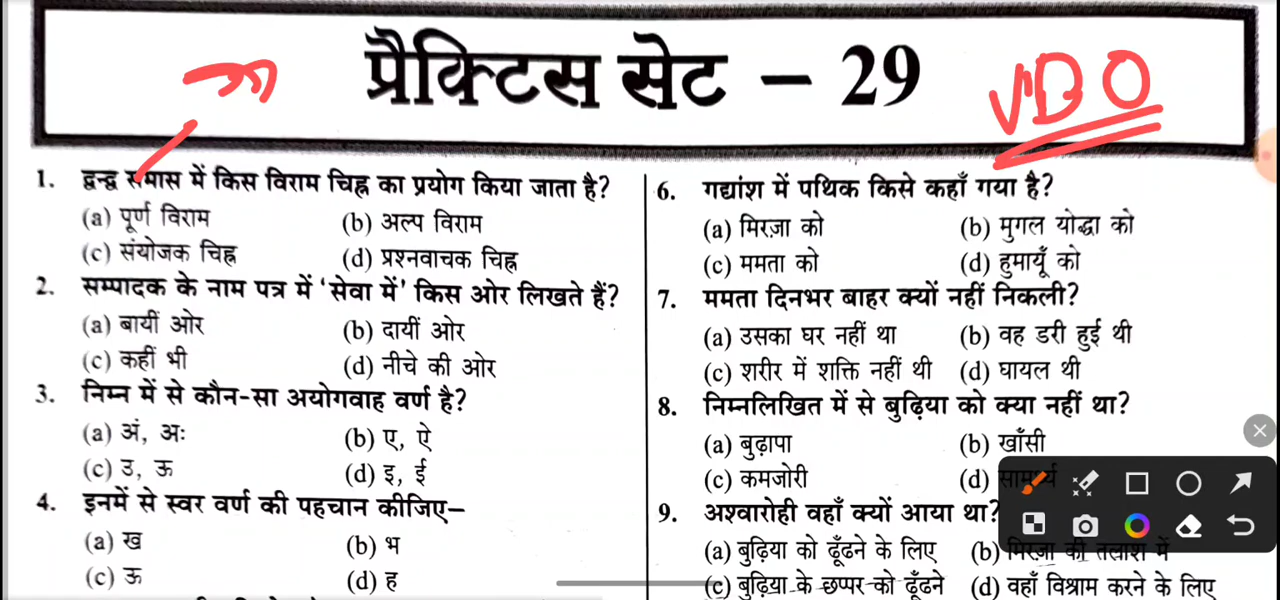 प्रैक्टिस सेट – 29
VDO
1. द्वन्द्व समास में किस विराम चिह्न का प्रयोग किया जाता है?
(a) पूर्ण विराम (b) अल्प विराम
(c) संयोजक चिह्न (d) प्रश्नवाचक चिह्न
2. सम्पादक के नाम पत्र में ‘सेवा में’ किस ओर लिखते हैं?
(a) बायीं ओर (b) दायीं ओर
(c) कहीं भी (d) नीचे की ओर
3. निम्न में से कौन-सा अयोगवाह वर्ण है?
(a) अं, अः (b) ए, ऐ
(c) उ, ऊ (d) इ, ई
4. इनमें से स्वर वर्ण की पहचान कीजिए–
(a) ख (b) भ
(c) ऊ (d) ह
6. गद्यांश में पथिक किसे कहाँ गया है?
(a) मिरज़ा को (b) मुगल योद्धा को
(c) ममता को (d) हुमायूँ को
7. ममता दिनभर बाहर क्यों नहीं निकली?
(a) उसका घर नहीं था (b) वह डरी हुई थी
(c) शरीर में शक्ति नहीं थी (d) घायल थी
8. निम्नलिखित में से बुढ़िया को क्या नहीं था?
(a) बुढ़ापा (b) खाँसी
(c) कमजोरी (d) सामर्थ्य
9. अश्वारोही वहाँ क्यों आया था?
(a) बुढ़िया को ढूँढने के लिए (b) मिरज़ा की तलाश में
(c) बुढ़िया के छप्पर को ढूँढने (d) वहाँ विश्राम करने के लिए